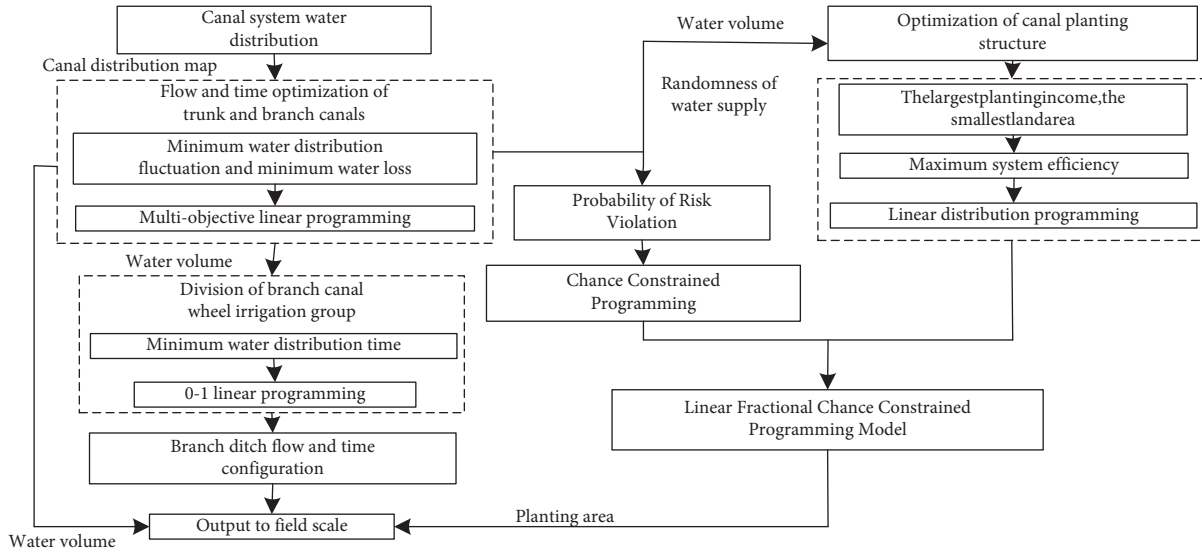 Canal system water
distribution
Canal distribution map
Flow and time optimization of
trunk and branch canals
Minimum water distribution
fluctuation and minimum water loss
Multi-objective linear programming
Water volume
Division of branch canal
wheel irrigation group
Minimum water distribution time
0-1 linear programming
Branch ditch flow and time
configuration
Output to field scale
Water volume
Water volume
Randomness of
water supply
Probability of Risk
Violation
Chance Constrained
Programming
Optimization of canal planting
structure
Thelargestplantingincome,the
smallestlandarea
Maximum system efficiency
Linear distribution programming
Linear Fractional Chance Constrained
Programming Model
Planting area